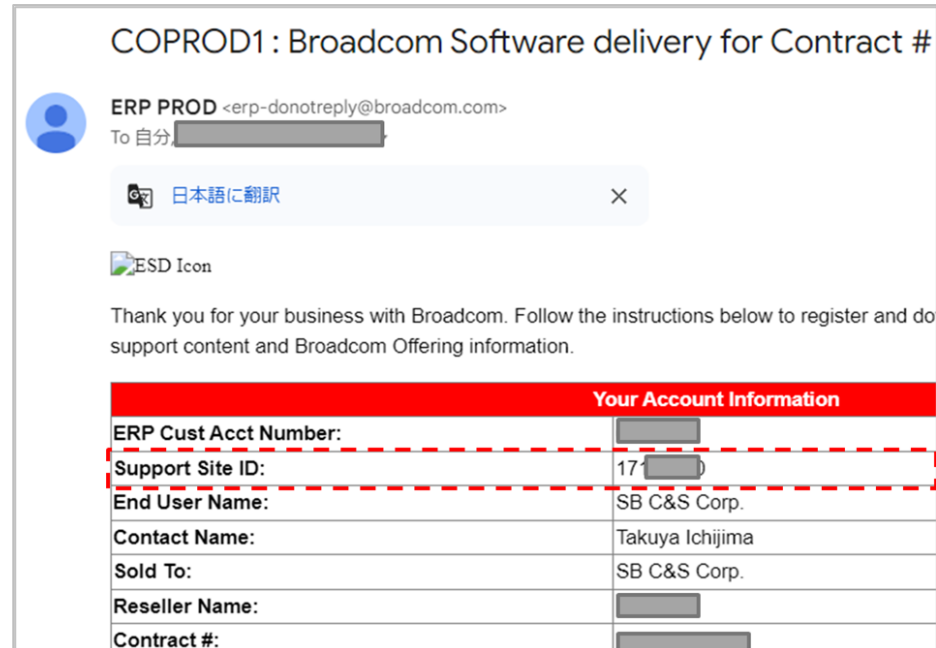 COPROD1 : Broadcom Software delivery for Contract #
ERP PROD <erp-donotreply@broadcom.com>
To 自分,
日本語に翻訳
ESD Icon
Thank you for your business with Broadcom. Follow the instructions below to register and do
support content and Broadcom Offering information.
Your Account Information
ERP Cust Acct Number:
Support Site ID: 17
End User Name: SB C&S Corp.
Contact Name: Takuya Ichijima
Sold To: SB C&S Corp.
Reseller Name:
Contract #: